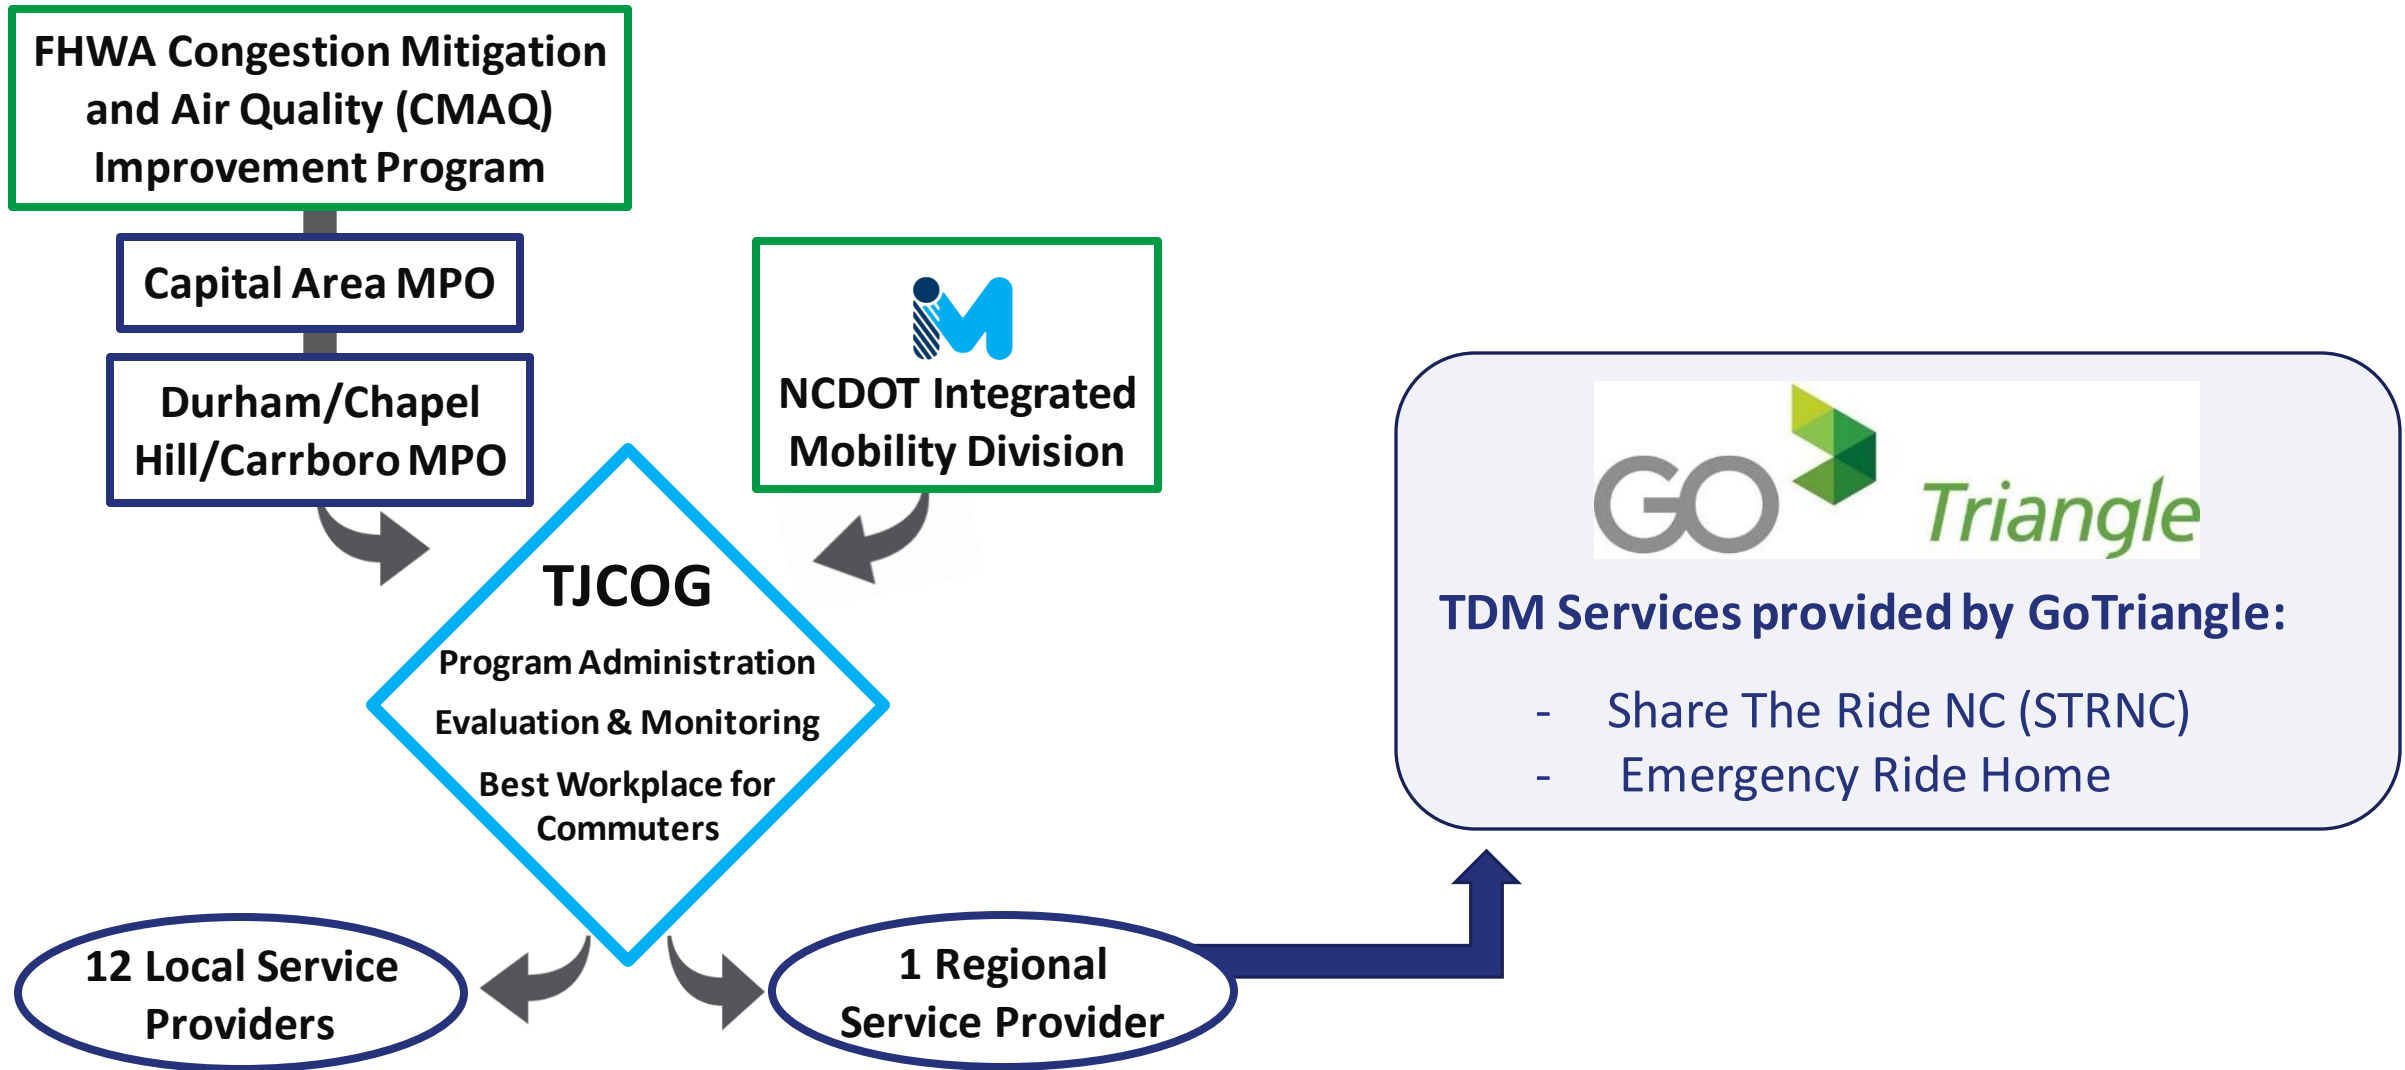 FHWA Congestion Mitigation
and Air Quality (CMAQ)
Improvement Program
Capital Area MPO
Durham/Chapel
Hill/Carrboro MPO
iM
NCDOT Integrated
Mobility Division
TJCOG
Program Administration
Evaluation & Monitoring
Best Workplace for
Commuters
12 Local Service
Providers
1 Regional
Service Provider
GO Triangle
TDM Services provided by GoTriangle:
- Share The Ride NC (STRNC)
- Emergency Ride Home